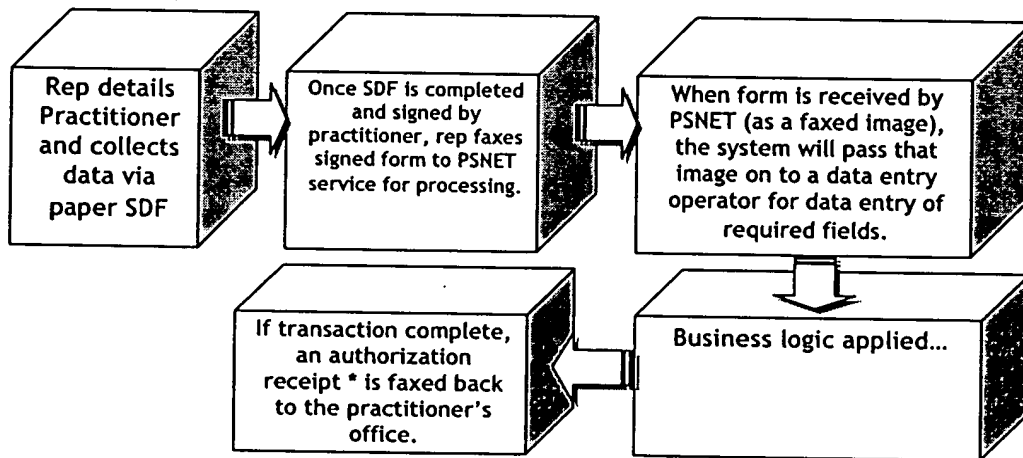 Rep details
Practitioner
and collects
data via
paper SDF
Once SDF is completed
and signed by
practitioner, rep faxes
signed form to PSNET
service for processing.
When form is received by
PSNET (as a faxed image),
the system will pass that
image on to a data entry
operator for data entry of
required fields.
Business logic applied...
If transaction complete,
an authorization
receipt * is faxed back
to the practitioner's
office.